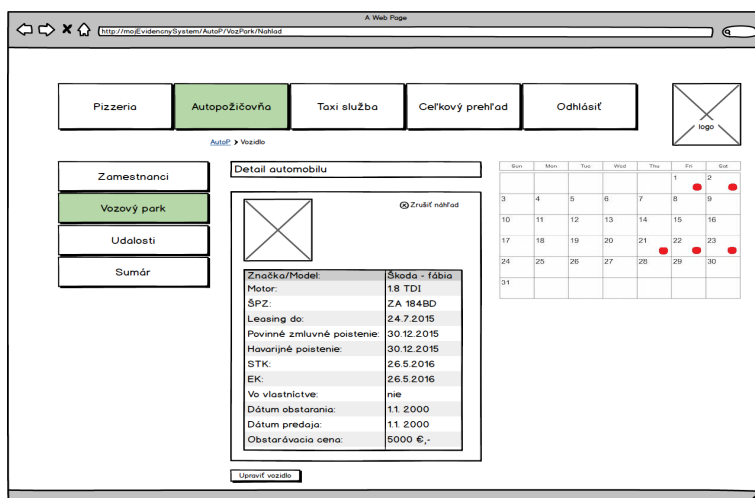 A Web Page
http://mojEvidencnySystem/AutoP/VozPark/Nahlad
Pizzeria
Autopožičovňa
Taxi služba
Ceľkový prehľad
Odhlásiť
logo
AutoP > Vozidlo
Zamestnanci
Vozový park
Udalosti
Sumár
Detail automobilu
Zrušiť náhľad
Značka/Model: Škoda - fábia
Motor: 1.8 TDI
ŠPZ: ZA 184BD
Leasing do: 24.7.2015
Povinné zmluvné poistenie: 30.12.2015
Havarijné poistenie: 30.12.2015
STK: 26.5.2016
EK: 26.5.2016
Vo vlastníctve: nie
Dátum obstarania: 1.1. 2000
Dátum predaja: 1.1. 2000
Obstarávacia cena: 5000 €,-
Upraviť vozidlo
Sun Mon Tue Wed Thu Fri Sat
1 2
3 4 5 6 7 8 9
10 11 12 13 14 15 16
17 18 19 20 21 22 23
24 25 26 27 28 29 30
31